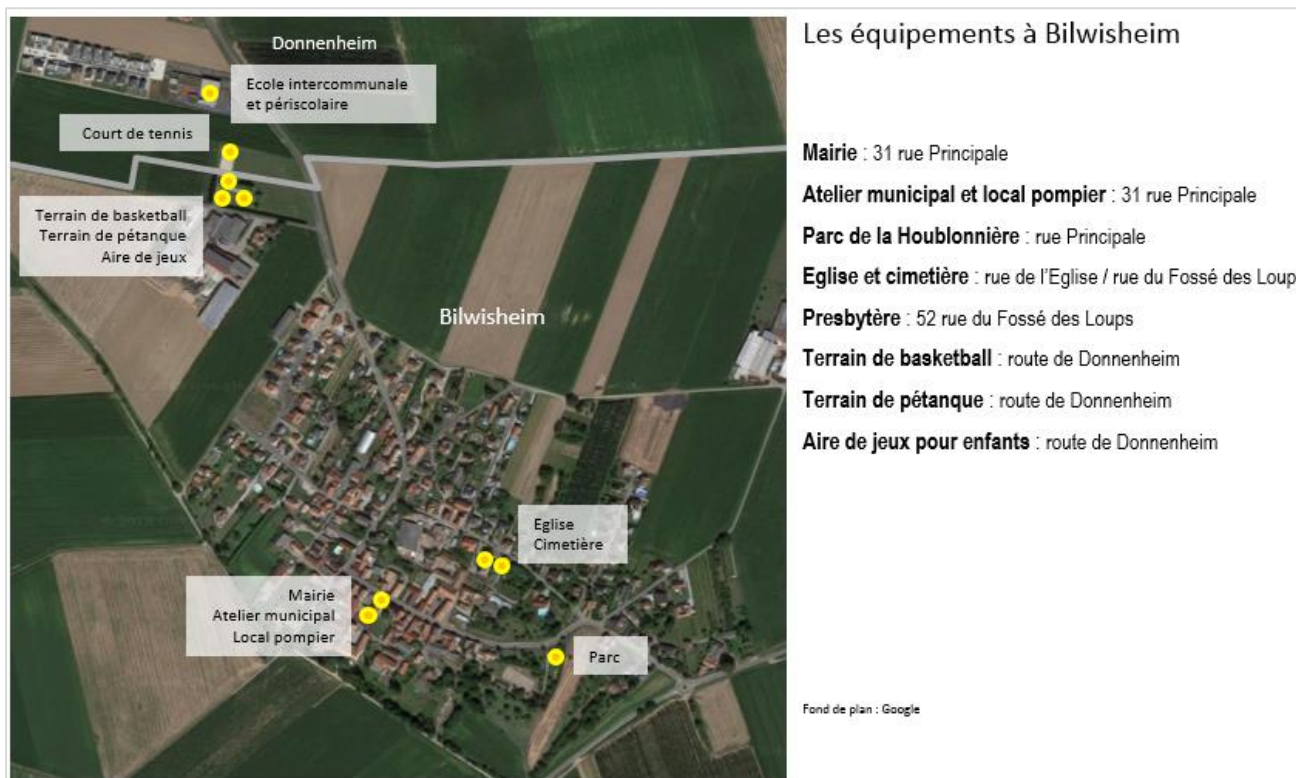 Les équipements à Bilwisheim
Donnenheim
Ecole intercommunale
et périscolaire
Court de tennis
Terrain de basketball
Terrain de pétanque
Aire de jeux
Bilwisheim
Eglise
Cimetière
Mairie
Atelier municipal
Local pompier
Parc
Mairie : 31 rue Principale
Atelier municipal et local pompier : 31 rue Principale
Parc de la Houblonnière : rue Principale
Eglise et cimetière : rue de l'Eglise / rue du Fossé des Loup
Presbytère : 52 rue du Fossé des Loups
Terrain de basketball : route de Donnenheim
Terrain de pétanque : route de Donnenheim
Aire de jeux pour enfants : route de Donnenheim
Fond de plan : Google